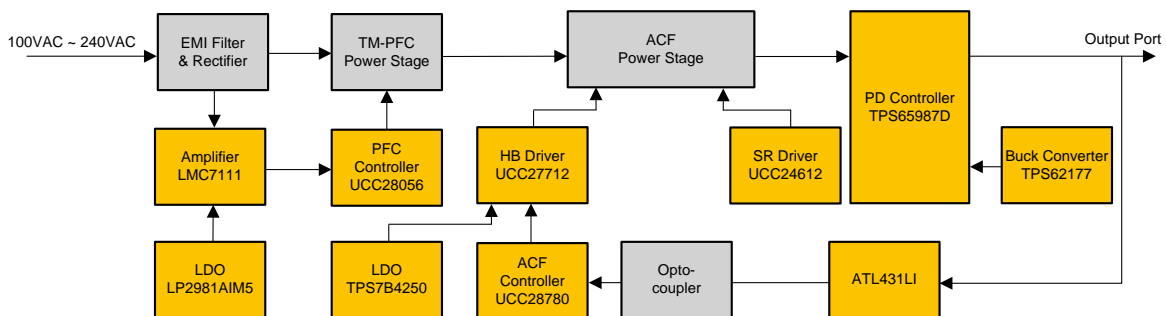 100VAC ~ 240VAC
EMI Filter
& Rectifier
TM-PFC
Power Stage
ACF
Power Stage
Output Port
PD Controller
TPS65987D
Amplifier
LMC7111
PFC
Controller
UCC28056
HB Driver
UCC27712
SR Driver
UCC24612
Buck Converter
TPS62177
LDO
LP2981AIM5
LDO
TPS7B4250
ACF
Controller
UCC28780
Opto-
coupler
ATL431LI